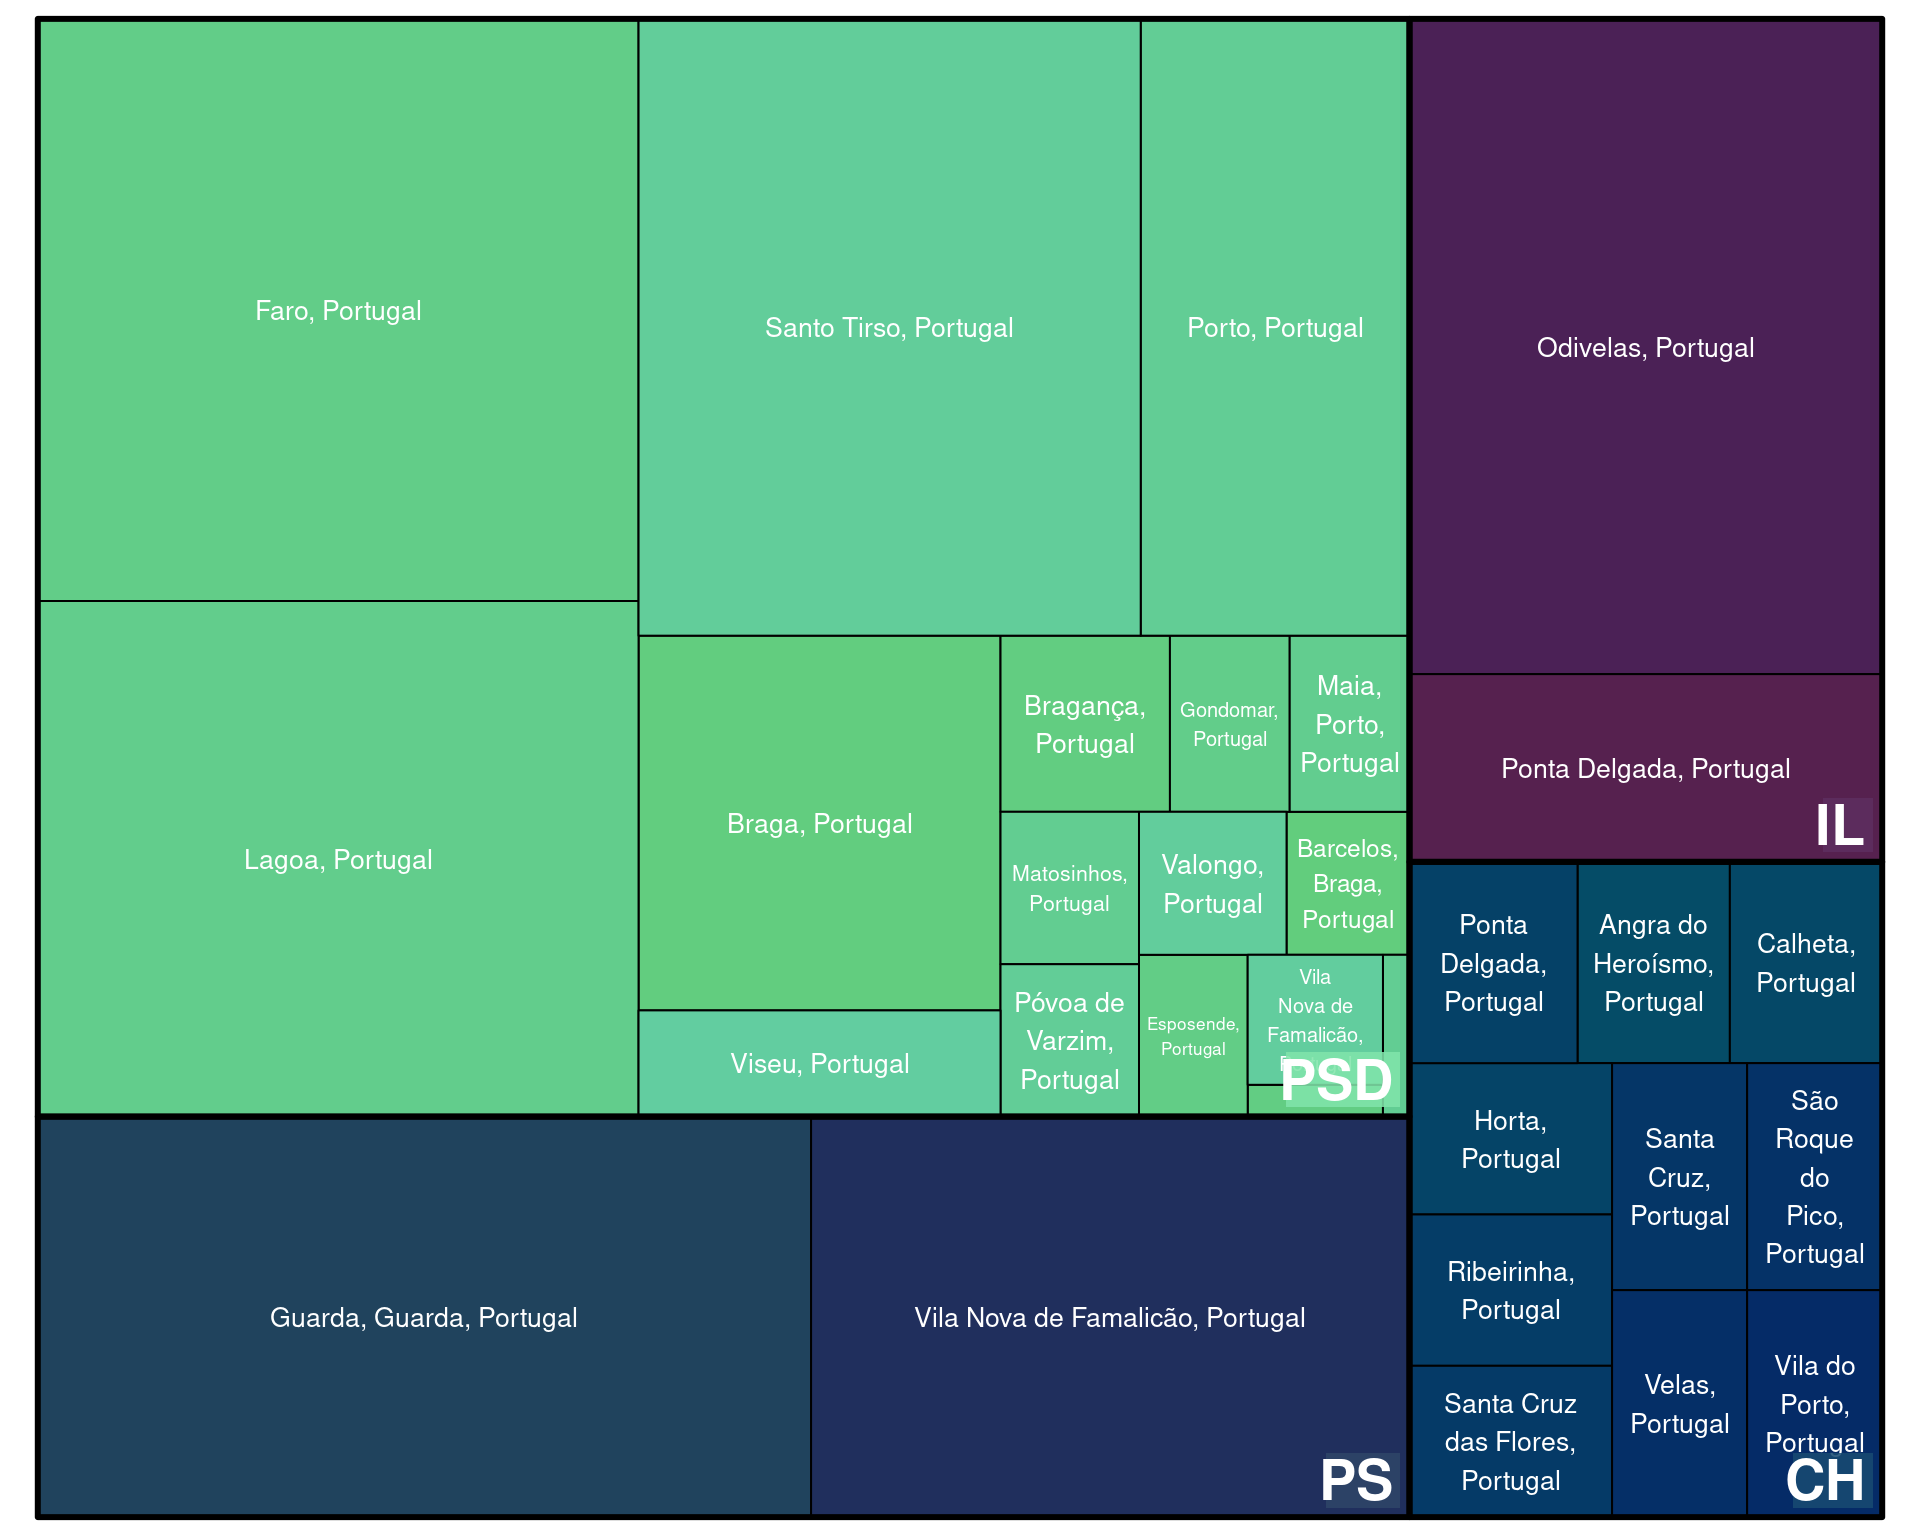 Faro, Portugal
Santo Tirso, Portugal
Porto, Portugal
Odivelas, Portugal
Lagoa, Portugal
Braga, Portugal
Bragança,
Portugal
Gondomar,
Portugal
Maia,
Porto,
Portugal
Ponta Delgada, Portugal
IL
Matosinhos,
Portugal
Valongo,
Portugal
Barcelos,
Braga,
Portugal
Viseu, Portugal
Póvoa de
Varzim,
Portugal
Esposende,
Portugal
Vila
Nova de
Famalicão,
PSD
Ponta
Delgada,
Portugal
Angra do
Heroísmo,
Portugal
Calheta,
Portugal
Horta,
Portugal
Santa
Cruz,
Portugal
São
Roque
do
Pico,
Portugal
Ribeirinha,
Portugal
Santa Cruz
das Flores,
Portugal
Velas,
Portugal
Vila do
Porto,
Portugal
CH
Guarda, Guarda, Portugal
Vila Nova de Famalicão, Portugal
PS